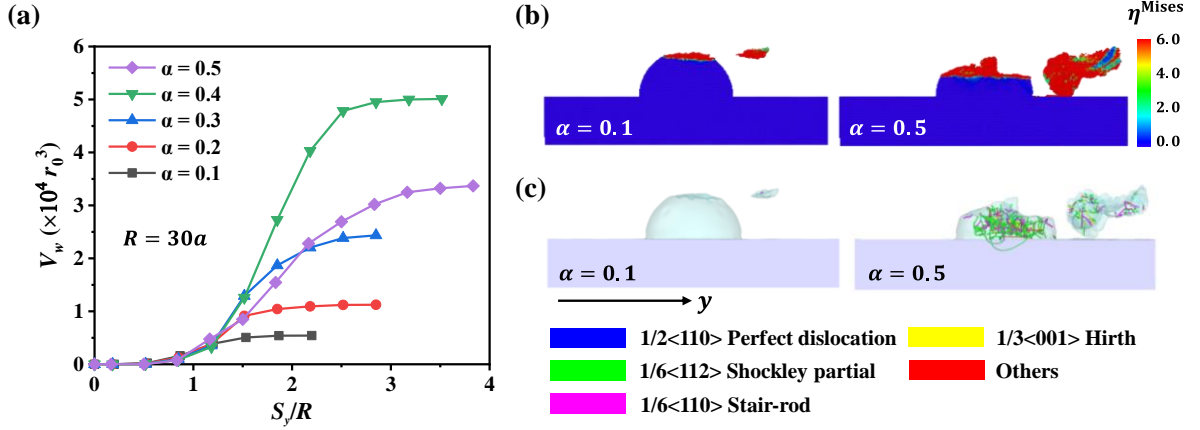 (a)
6
5
4
3
2
1
0
V_w (×10⁴ r₀³)
α = 0.5
α = 0.4
α = 0.3
α = 0.2
α = 0.1
R = 30a
0 1 2 3 4
S_y/R
(b)
η^Mises
6.0
4.0
2.0
0.0
α = 0.1
α = 0.5
(c)
α = 0.1
α = 0.5
y
1/2<110> Perfect dislocation
1/3<001> Hirth
1/6<112> Shockley partial
Others
1/6<110> Stair-rod